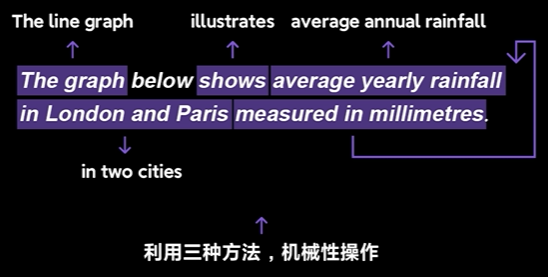 The line graph illustrates average annual rainfall
The graph below shows average yearly rainfall
in London and Paris measured in millimetres.
in two cities
利用三种方法，机械性操作